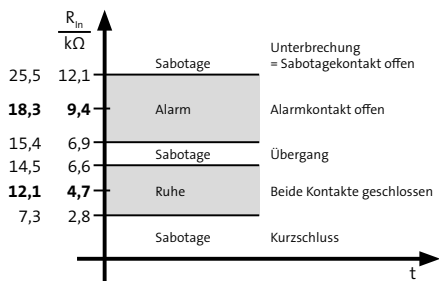 R_In
kΩ
Unterbrechung
Sabotage = Sabotagekontakt offen
25,5 12,1
18,3 9,4 Alarm Alarmkontakt offen
15,4 6,9
Sabotage Übergang
14,5 6,6
12,1 4,7 Ruhe Beide Kontakte geschlossen
7,3 2,8
Sabotage Kurzschluss
t